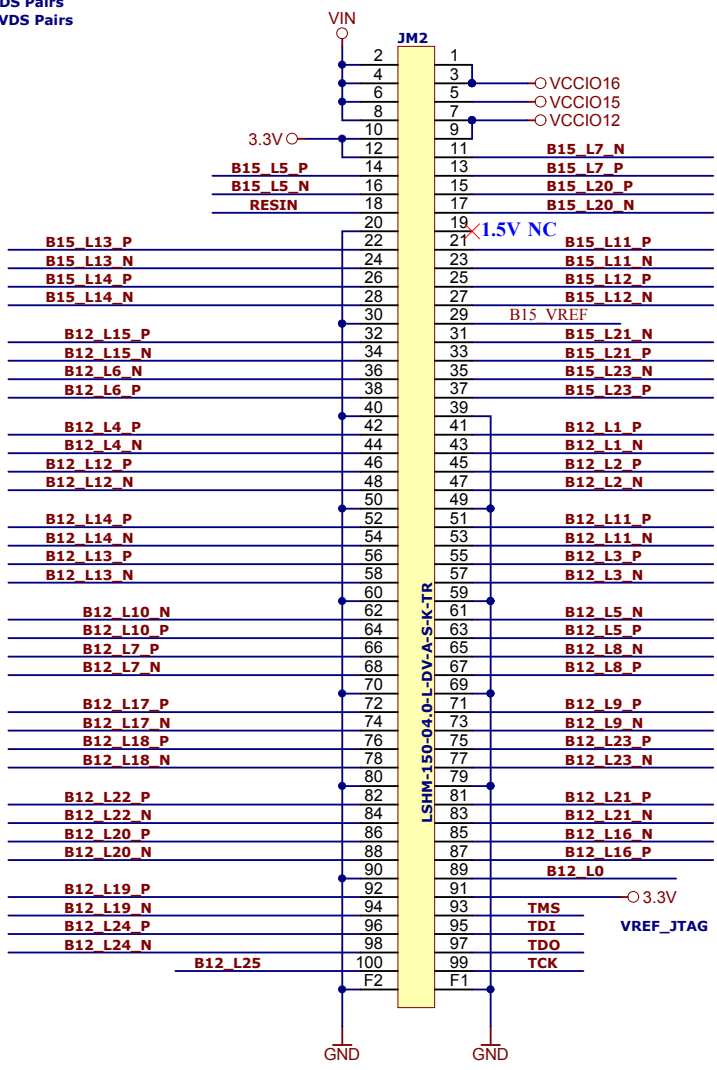 DS Pairs
VDS Pairs
VIN
JM2
2 1
4 3 VCCIO16
6 5 VCCIO15
8 7 VCCIO12
3.3V 10 9
12 11 B15_L7_N
B15_L5_P 14 13 B15_L7_P
B15_L5_N 16 15 B15_L20_P
RESIN 18 17 B15_L20_N
20 19 1.5V NC
B15_L13_P 22 21 B15_L11_P
B15_L13_N 24 23 B15_L11_N
B15_L14_P 26 25 B15_L12_P
B15_L14_N 28 27 B15_L12_N
30 29 B15_VREF
B12_L15_P 32 31 B15_L21_N
B12_L15_N 34 33 B15_L21_P
B12_L6_N 36 35 B15_L23_N
B12_L6_P 38 37 B15_L23_P
40 39
B12_L4_P 42 41 B12_L1_P
B12_L4_N 44 43 B12_L1_N
B12_L12_P 46 45 B12_L2_P
B12_L12_N 48 47 B12_L2_N
50 49
B12_L14_P 52 51 B12_L11_P
B12_L14_N 54 53 B12_L11_N
B12_L13_P 56 55 B12_L3_P
B12_L13_N 58 57 B12_L3_N
60 59
B12_L10_N 62 61 B12_L5_N
B12_L10_P 64 63 B12_L5_P
B12_L7_P 66 65 B12_L8_N
B12_L7_N 68 67 B12_L8_P
70 69
B12_L17_P 72 71 B12_L9_P
B12_L17_N 74 73 B12_L9_N
B12_L18_P 76 75 B12_L23_P
B12_L18_N 78 77 B12_L23_N
80 79
B12_L22_P 82 81 B12_L21_P
B12_L22_N 84 83 B12_L21_N
B12_L20_P 86 85 B12_L16_N
B12_L20_N 88 87 B12_L16_P
90 89 B12_L0
B12_L19_P 92 91 3.3V
B12_L19_N 94 93 TMS
B12_L24_P 96 95 TDI VREF_JTAG
B12_L24_N 98 97 TDO
B12_L25 100 99 TCK
F2 F1
LSHM-150-04.0-L-DV-A-S-K-TR
GND GND